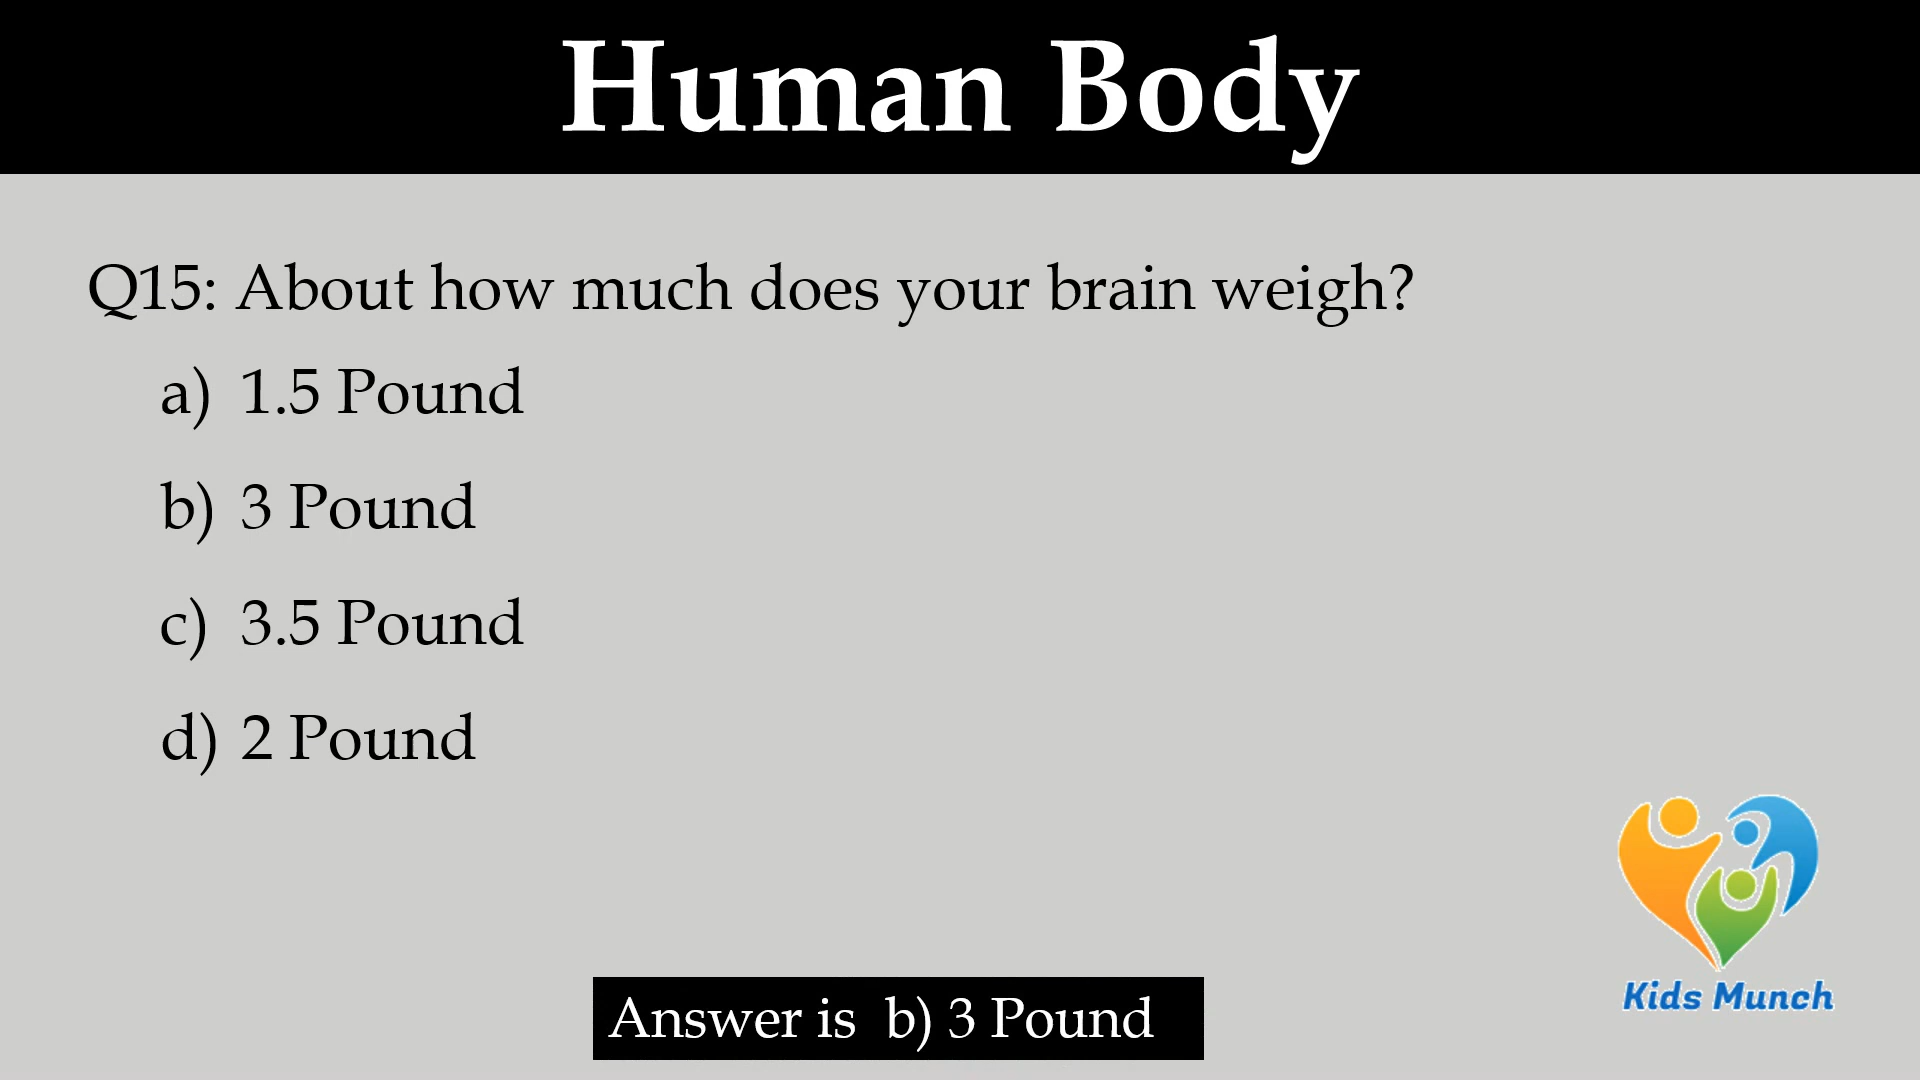 Human Body
Q15: About how much does your brain weigh?
a) 1.5 Pound
b) 3 Pound
c) 3.5 Pound
d) 2 Pound
Kids Munch
Answer is b) 3 Pound